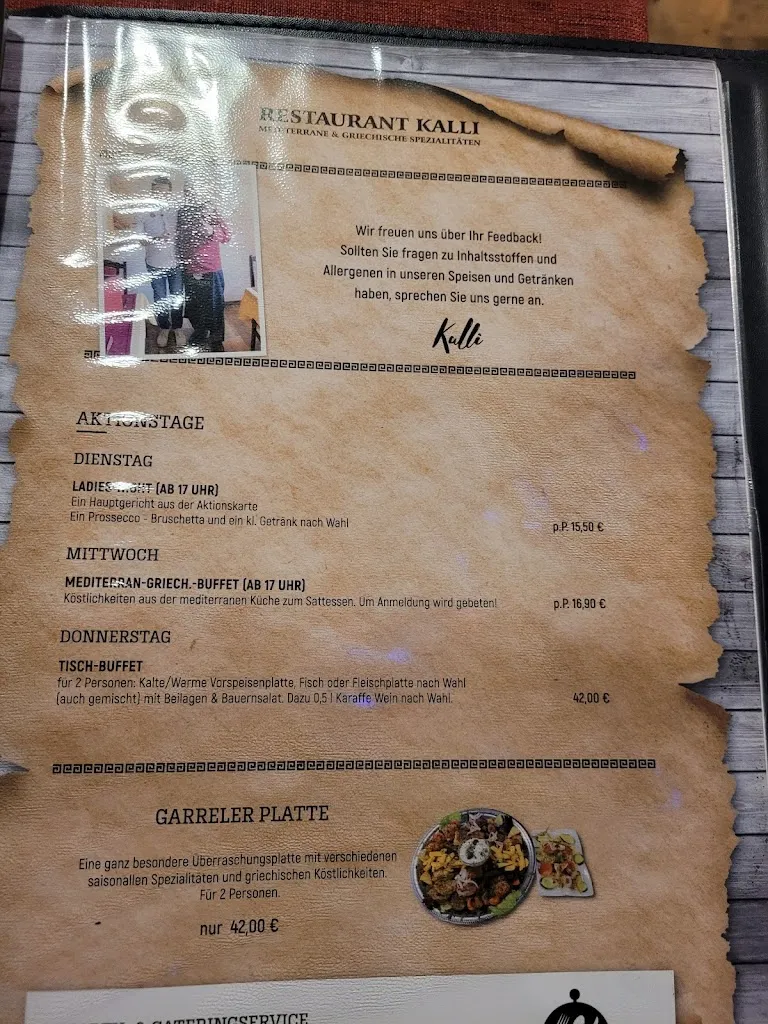 RESTAURANT KALLI
MEDITERRANE & GRIECHISCHE SPEZIALITÄTEN
Wir freuen uns über Ihr Feedback!
Sollten Sie fragen zu Inhaltsstoffen und
Allergenen in unseren Speisen und Getränken
haben, sprechen Sie uns gerne an.
Kalli
AKTIONSTAGE
DIENSTAG
LADIES-NIGHT (AB 17 UHR)
Ein Hauptgericht aus der Aktionskarte
Ein Prossecco - Bruschetta und ein kl. Getränk nach Wahl p.P. 15,50 €
MITTWOCH
MEDITERRAN-GRIECH.-BUFFET (AB 17 UHR)
Köstlichkeiten aus der mediterranen Küche zum Sattessen. Um Anmeldung wird gebeten! p.P. 16,90 €
DONNERSTAG
TISCH-BUFFET
für 2 Personen: Kalte/Warme Vorspeisenplatte, Fisch oder Fleischplatte nach Wahl
(auch gemischt) mit Beilagen & Bauernsalat. Dazu 0,5 l Karaffe Wein nach Wahl. 42,00 €
GARRELER PLATTE
Eine ganz besondere Überraschungsplatte mit verschiedenen
saisonallen Spezialitäten und griechischen Köstlichkeiten.
Für 2 Personen.
nur 42,00 €
& CATERINGSERVICE